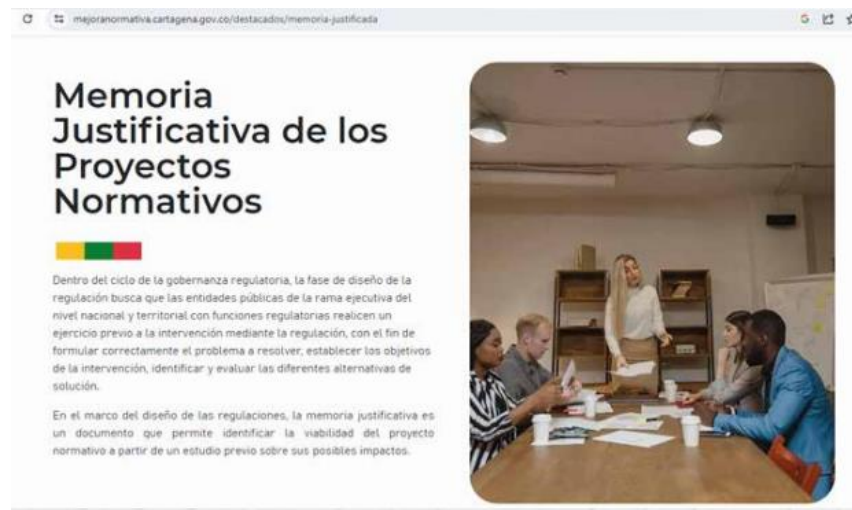 mejoranormativa.cartagena.gov.co/destacados/memoria-justificada
Memoria
Justificativa de los
Proyectos
Normativos
Dentro del ciclo de la gobernanza regulatoria, la fase de diseño de la
regulación busca que las entidades públicas de la rama ejecutiva del
nivel nacional y territorial con funciones regulatorias realicen un
ejercicio previo a la intervención mediante la regulación, con el fin de
formular correctamente el problema a resolver, establecer los objetivos
de la intervención, identificar y evaluar las diferentes alternativas de
solución.
En el marco del diseño de las regulaciones, la memoria justificativa es
un documento que permite identificar la viabilidad del proyecto
normativo a partir de un estudio previo sobre sus posibles impactos.